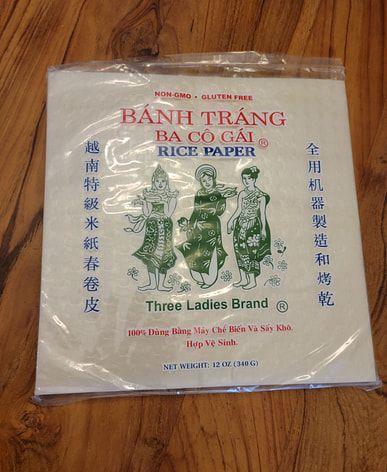 NON-GMO • GLUTEN FREE
BÁNH TRÁNG
BA CÔ GÁI ®
RICE PAPER
越南特級米紙春卷皮
全用机器製造和烤乾
Three Ladies Brand ®
100% Dùng Bằng Máy Chế Biến Và Sấy Khô.
Hợp Vệ Sinh.
NET WEIGHT: 12 OZ (340 G)